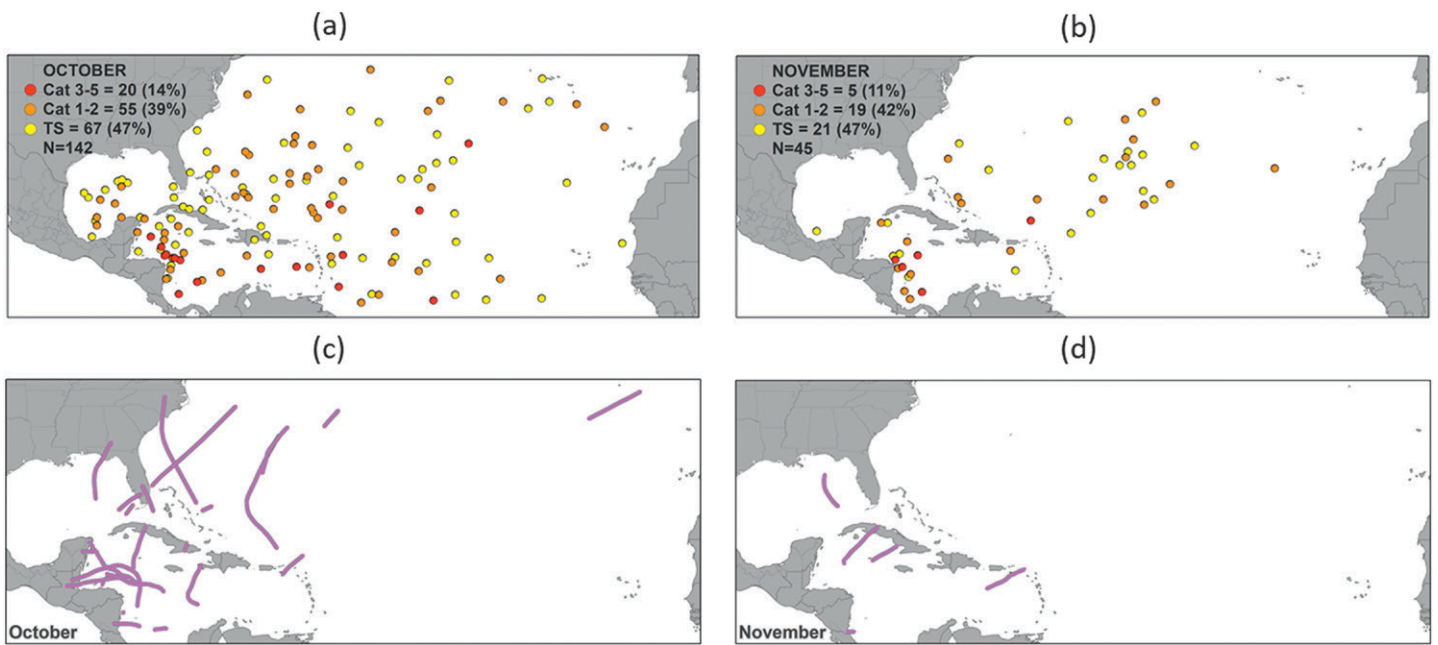 (a)
OCTOBER
Cat 3-5 = 20 (14%)
Cat 1-2 = 55 (39%)
TS = 67 (47%)
N=142
(b)
NOVEMBER
Cat 3-5 = 5 (11%)
Cat 1-2 = 19 (42%)
TS = 21 (47%)
N=45
(c)
October
(d)
November